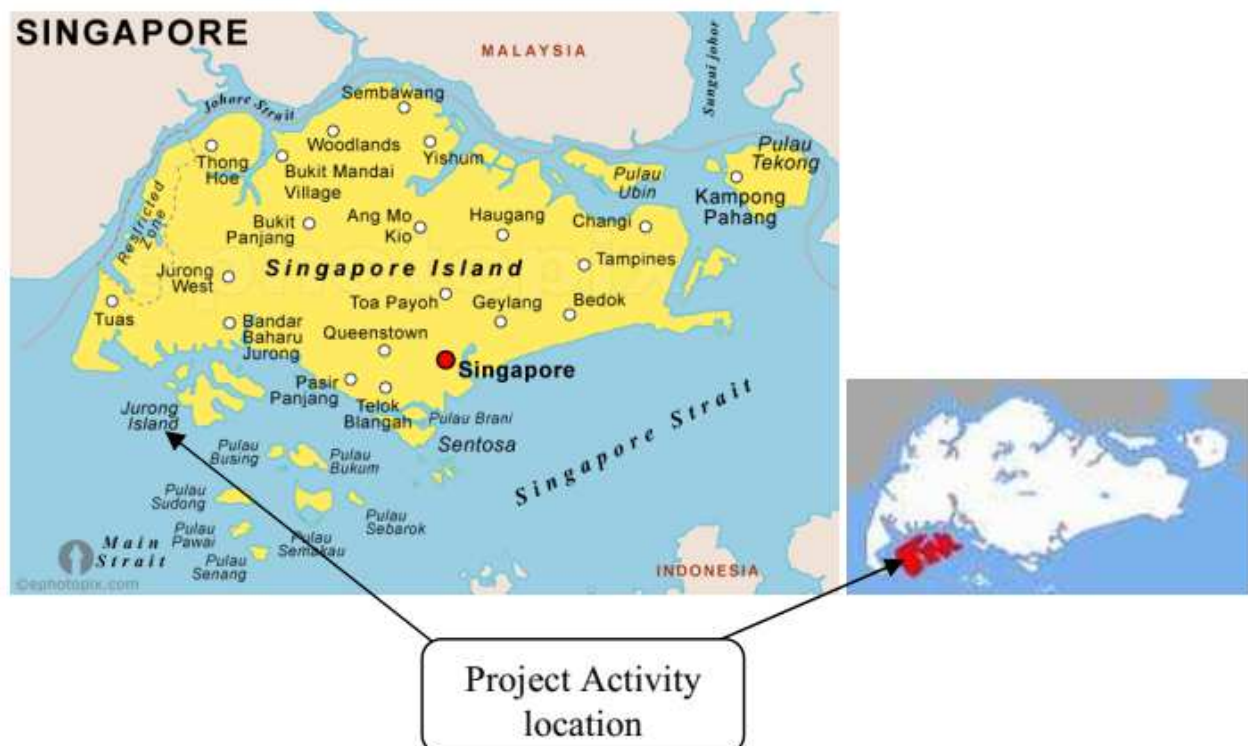 SINGAPORE
MALAYSIA
Sungui johor
Johore Strait
Sembawang
Woodlands
Yishum
Thong
Hoe
Bukit Mandai
Village
Pulau
Ubin
Pulau
Tekong
Kampong
Pahang
Restricted
Zone
Bukit
Panjang
Ang Mo
Kio
Haugang
Changi
Jurong
West
Singapore Island
Tampines
Tuas
Toa Payoh
Geylang
Bedok
Bandar
Baharu
Jurong
Queenstown
Singapore
Pasir
Panjang
Telok
Blangah
Jurong
Island
Pulau Brani
Sentosa
Singapore Strait
Pulau
Busing
Pulau
Bukum
Pulau
Sudong
Pulau
Sebarok
Pulau
Pawai
Pulau
Semakau
Main
Strait
Pulau
Senang
INDONESIA
©ephotopix.com
Project Activity
location